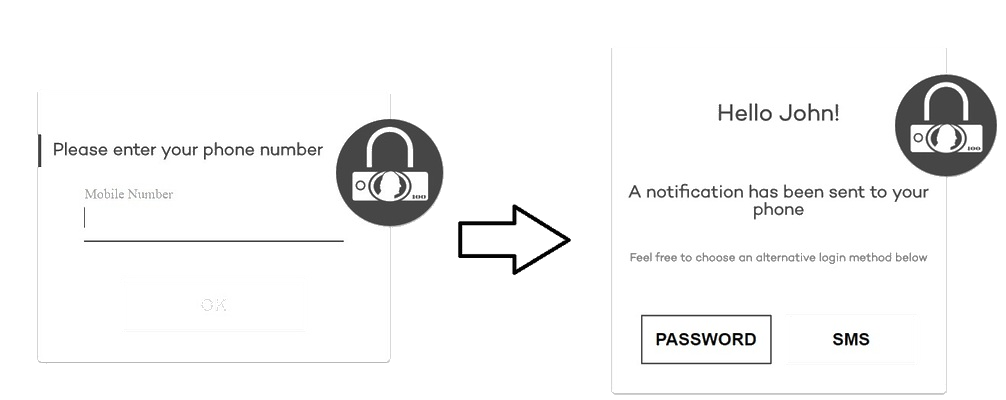 Please enter your phone number
Mobile Number
100
OK
Hello John!
100
A notification has been sent to your
phone
Feel free to choose an alternative login method below
PASSWORD SMS